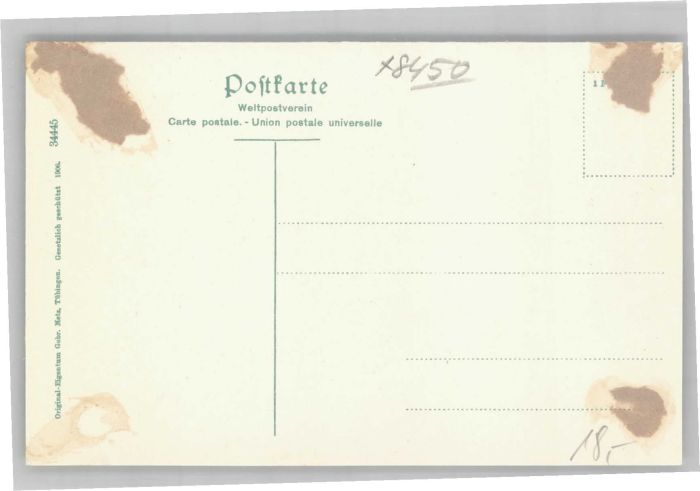 x8450
Postkarte
Weltpostverein
Carte postale. - Union postale universelle
34445
Original-Eigentum Gebr. Metz, Tübingen. Gesetzlich geschützt 1906.
18,-